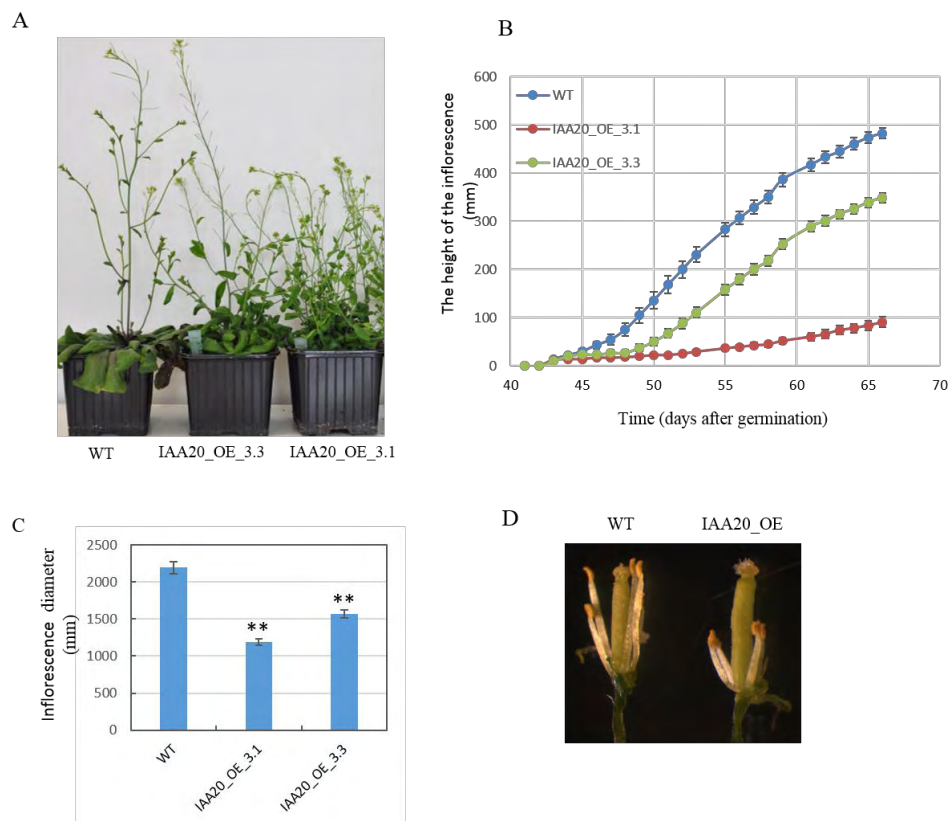 A
WT
IAA20_OE_3.3
IAA20_OE_3.1
B
The height of the inflorescence
(mm)
600
500
400
300
200
100
0
WT
IAA20_OE_3.1
IAA20_OE_3.3
40
45
50
55
60
65
70
Time (days after germination)
C
Inflorescence diameter
(mm)
2500
2000
1500
1000
500
0
**
**
WT
IAA20_OE_3.1
IAA20_OE_3.3
D
WT
IAA20_OE